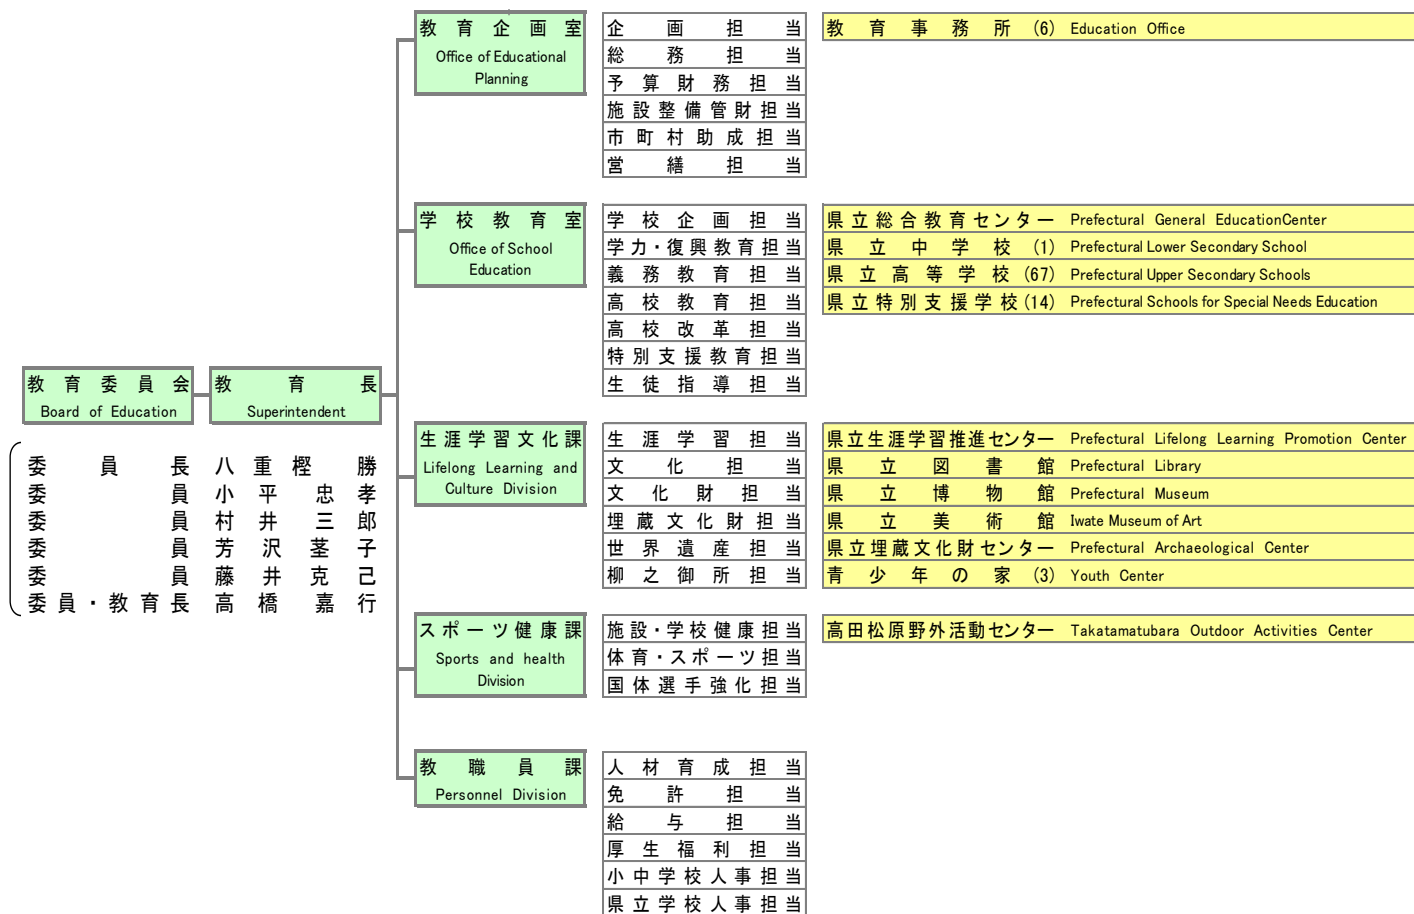 教育委員会
Board of Education
教育長
Superintendent
委員長 八重樫 勝
委員 小平 忠孝
委員 村井 三郎
委員 芳沢 茎子
委員 藤井 克己
委員・教育長 高橋 嘉行
教育企画室
Office of Educational
Planning
企画担当
総務担当
予算財務担当
施設整備管財担当
市町村助成担当
営繕担当
教育事務所(6) Education Office
学校教育室
Office of School
Education
学校企画担当
学力・復興教育担当
義務教育担当
高校教育担当
高校改革担当
特別支援教育担当
生徒指導担当
県立総合教育センター Prefectural General EducationCenter
県立中学校(1) Prefectural Lower Secondary School
県立高等学校(67) Prefectural Upper Secondary Schools
県立特別支援学校(14) Prefectural Schools for Special Needs Education
生涯学習文化課
Lifelong Learning and
Culture Division
生涯学習担当
文化担当
文化財担当
埋蔵文化財担当
世界遺産担当
柳之御所担当
県立生涯学習推進センター Prefectural Lifelong Learning Promotion Center
県立図書館 Prefectural Library
県立博物館 Prefectural Museum
県立美術館 Iwate Museum of Art
県立埋蔵文化財センター Prefectural Archaeological Center
青少年の家(3) Youth Center
スポーツ健康課
Sports and health
Division
施設・学校健康担当
体育・スポーツ担当
国体選手強化担当
高田松原野外活動センター Takatamatubara Outdoor Activities Center
教職員課
Personnel Division
人材育成担当
免許担当
給与担当
厚生福利担当
小中学校人事担当
県立学校人事担当